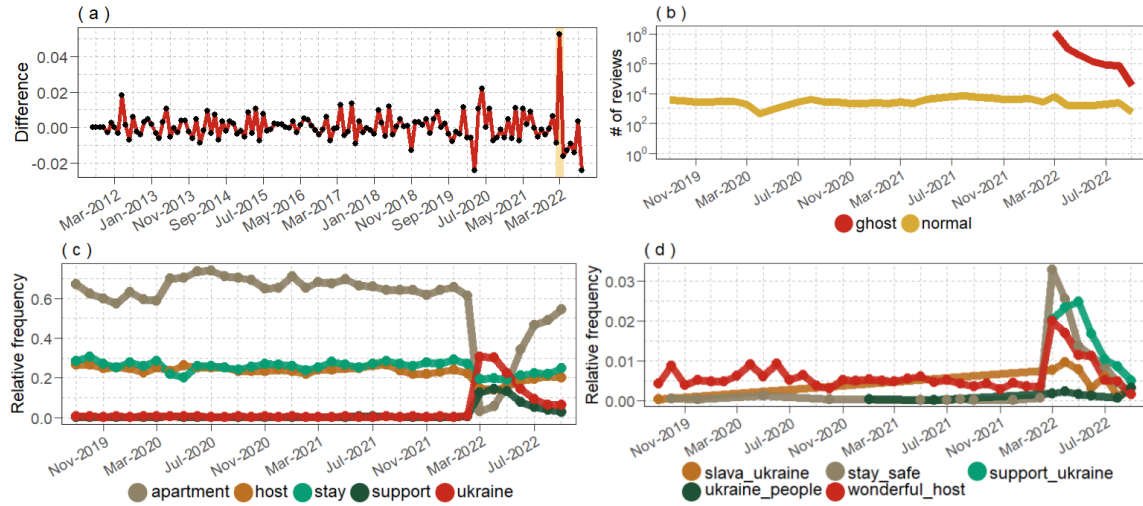 ( a )
Difference
0.04
0.02
0.00
-0.02
Mar-2012
Jan-2013
Nov-2013
Sep-2014
Jul-2015
May-2016
Mar-2017
Jan-2018
Nov-2018
Sep-2019
Jul-2020
May-2021
Mar-2022
( b )
# of reviews
10^8
10^6
10^4
10^2
10^0
Nov-2019
Mar-2020
Jul-2020
Nov-2020
Mar-2021
Jul-2021
Nov-2021
Mar-2022
Jul-2022
ghost normal
( c )
Relative frequency
0.6
0.4
0.2
0.0
Nov-2019
Mar-2020
Jul-2020
Nov-2020
Mar-2021
Jul-2021
Nov-2021
Mar-2022
Jul-2022
apartment host stay support ukraine
( d )
Relative frequency
0.03
0.02
0.01
0.00
Nov-2019
Mar-2020
Jul-2020
Nov-2020
Mar-2021
Jul-2021
Nov-2021
Mar-2022
Jul-2022
slava_ukraine stay_safe support_ukraine
ukraine_people wonderful_host